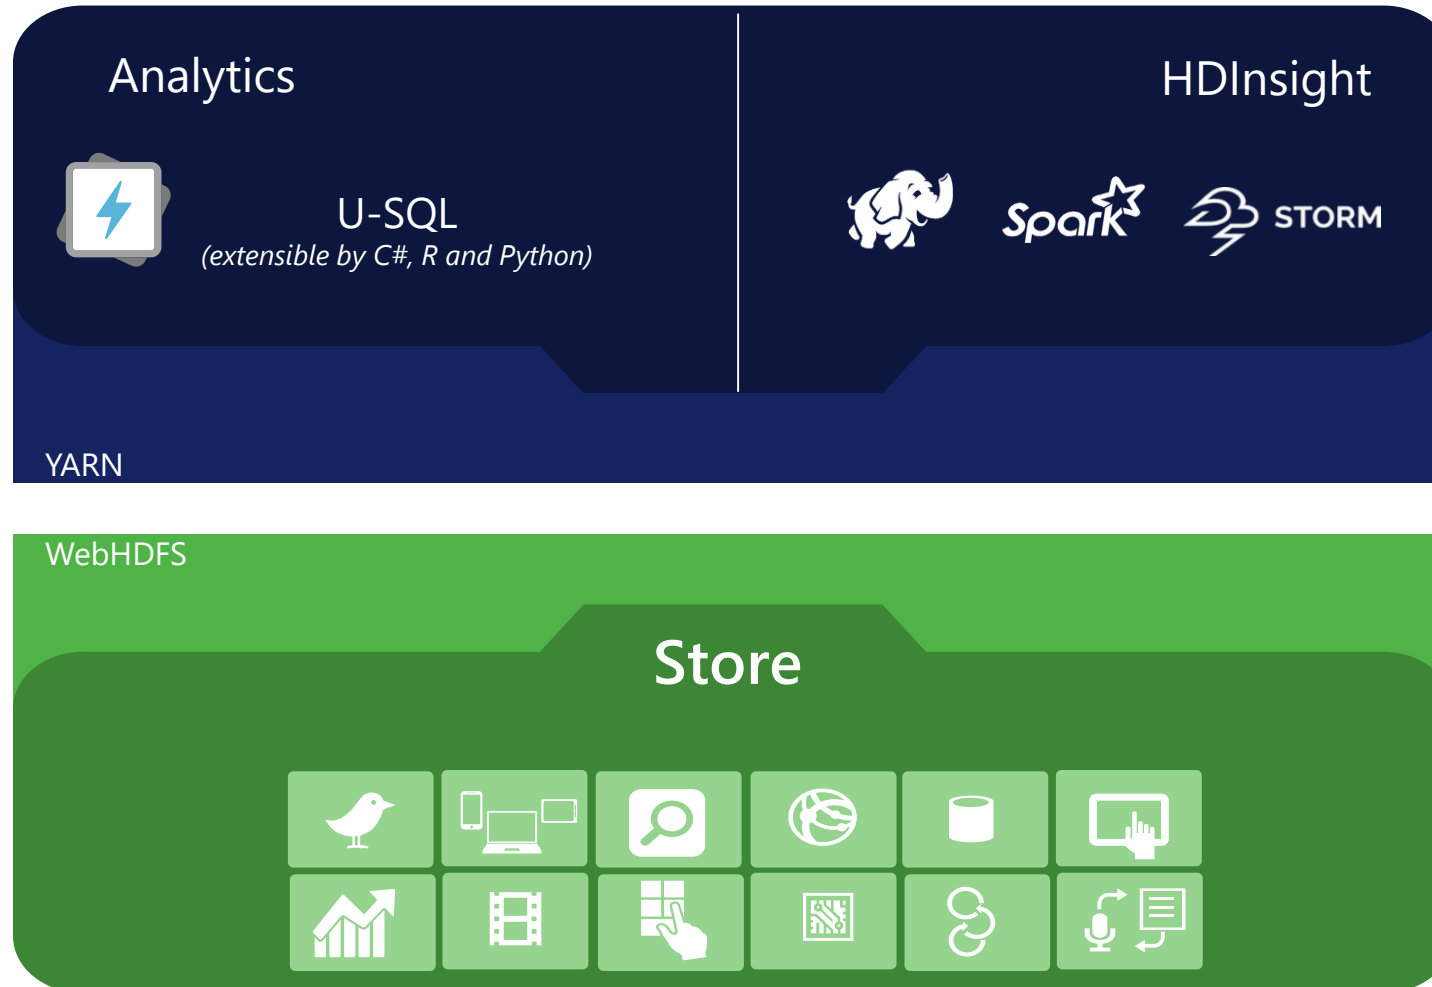 Analytics
HDInsight
U-SQL
(extensible by C#, R and Python)
Spark
STORM
YARN
WebHDFS
Store